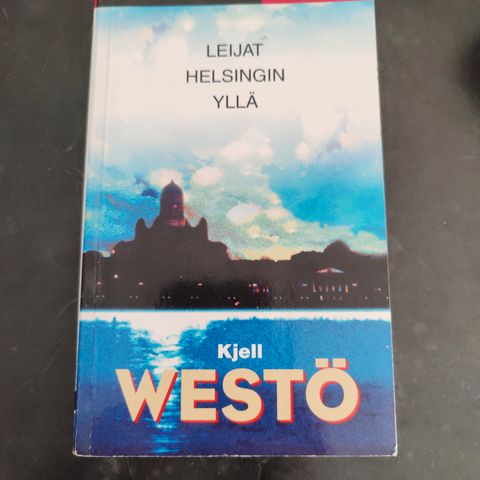 LEIJAT
HELSINGIN
YLLÄ
Kjell
WESTÖ